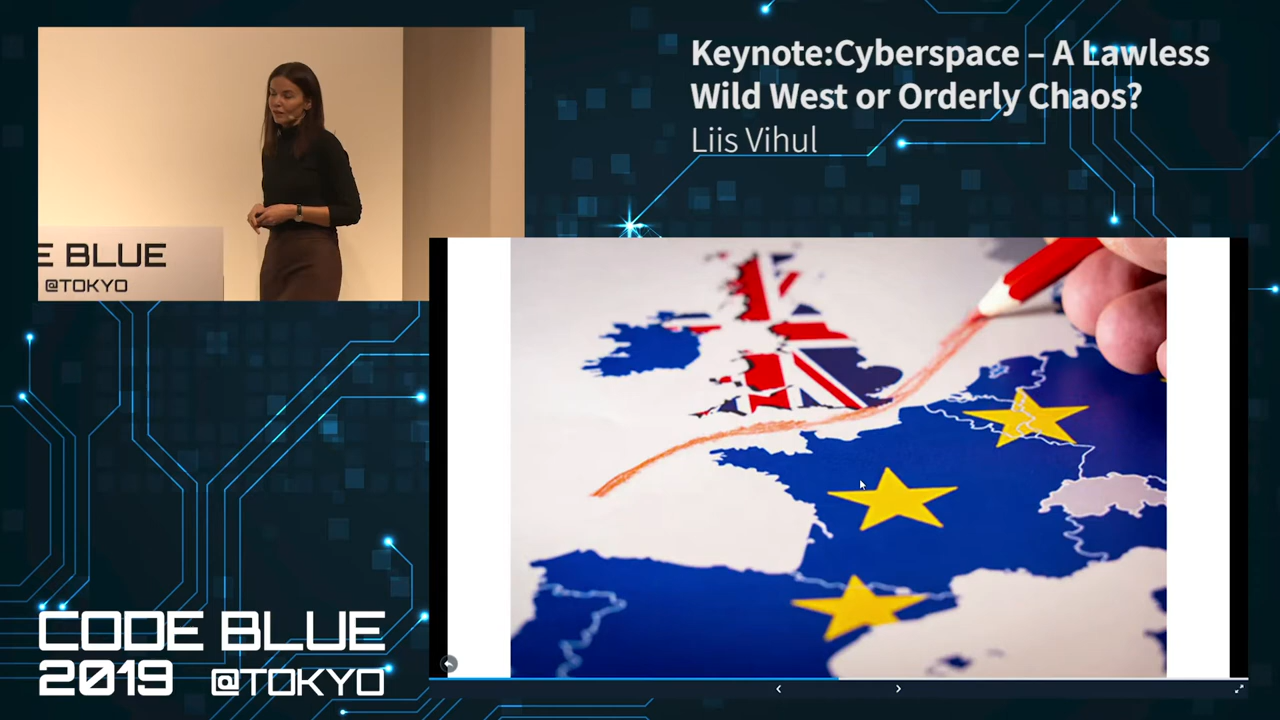 Keynote:Cyberspace – A Lawless
Wild West or Orderly Chaos?
Liis Vihul
E BLUE
@TOKYO
CODE BLUE
2019 @TOKYO